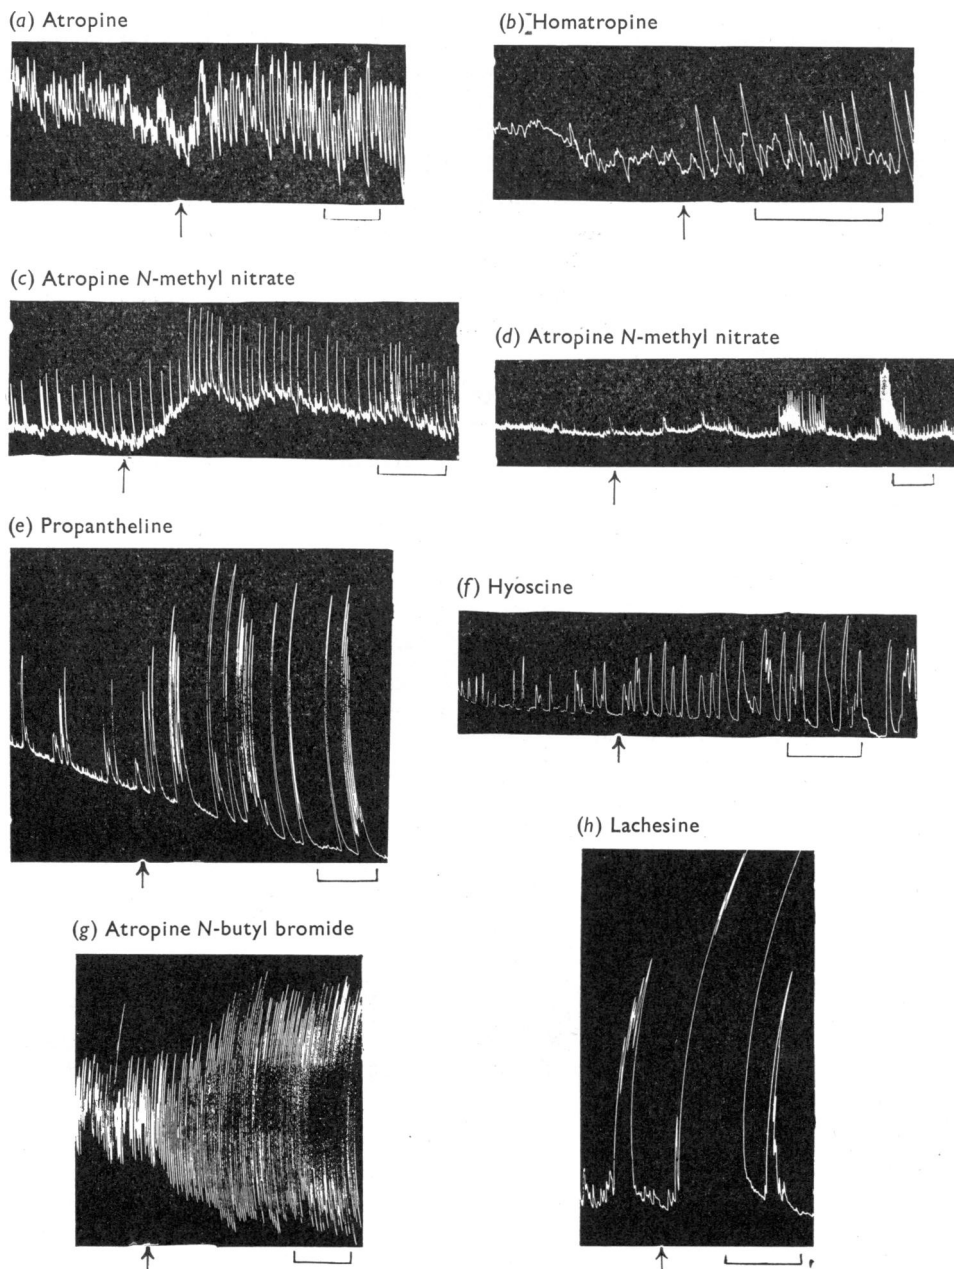 (a) Atropine
(b) Homatropine
(c) Atropine N-methyl nitrate
(d) Atropine N-methyl nitrate
(e) Propantheline
(f) Hyoscine
(g) Atropine N-butyl bromide
(h) Lachesine